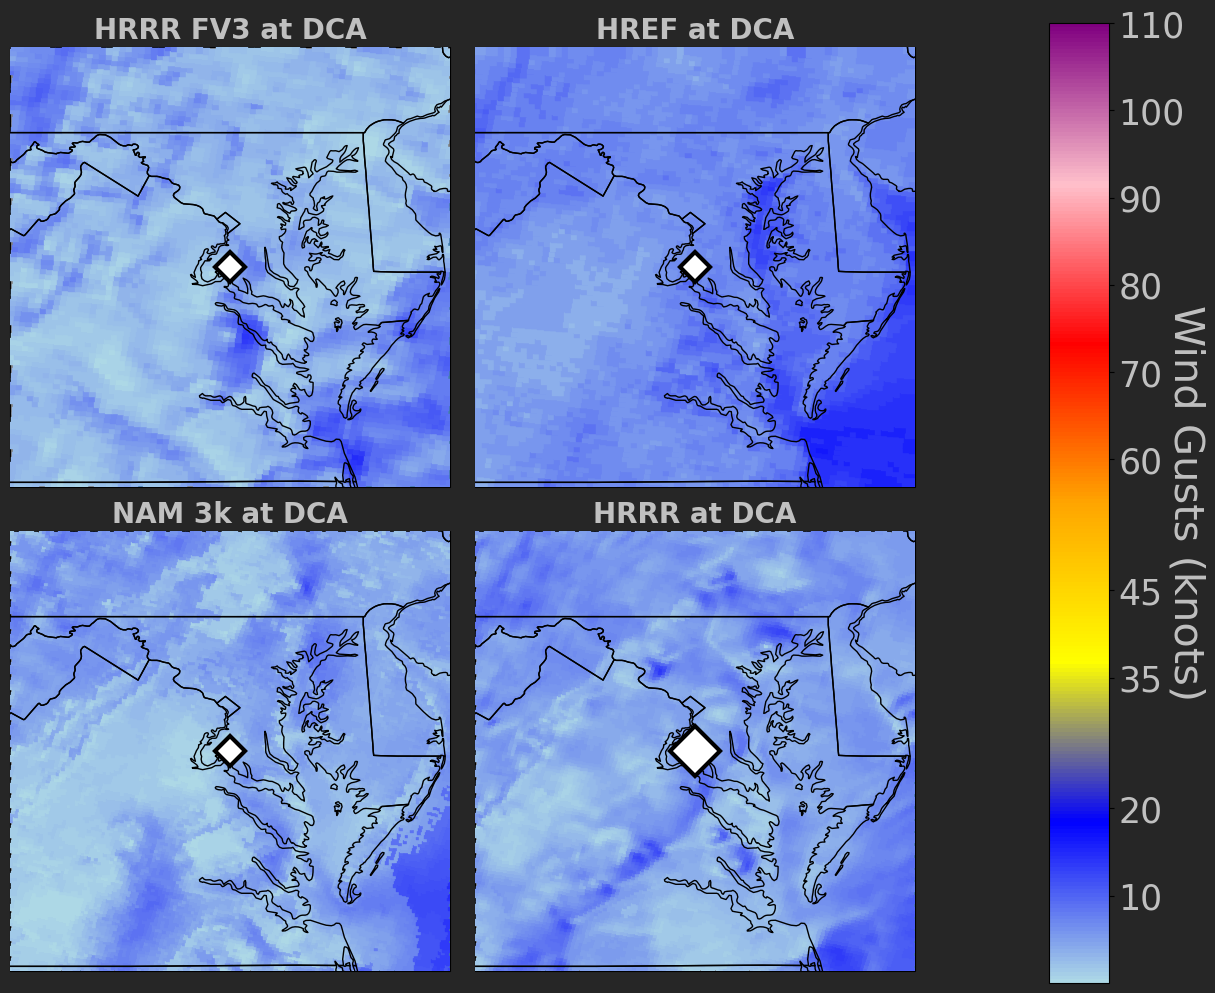 HRRR FV3 at DCA
HREF at DCA
NAM 3k at DCA
HRRR at DCA
110
100
90
80
70
60
45
35
20
10
Wind Gusts (knots)